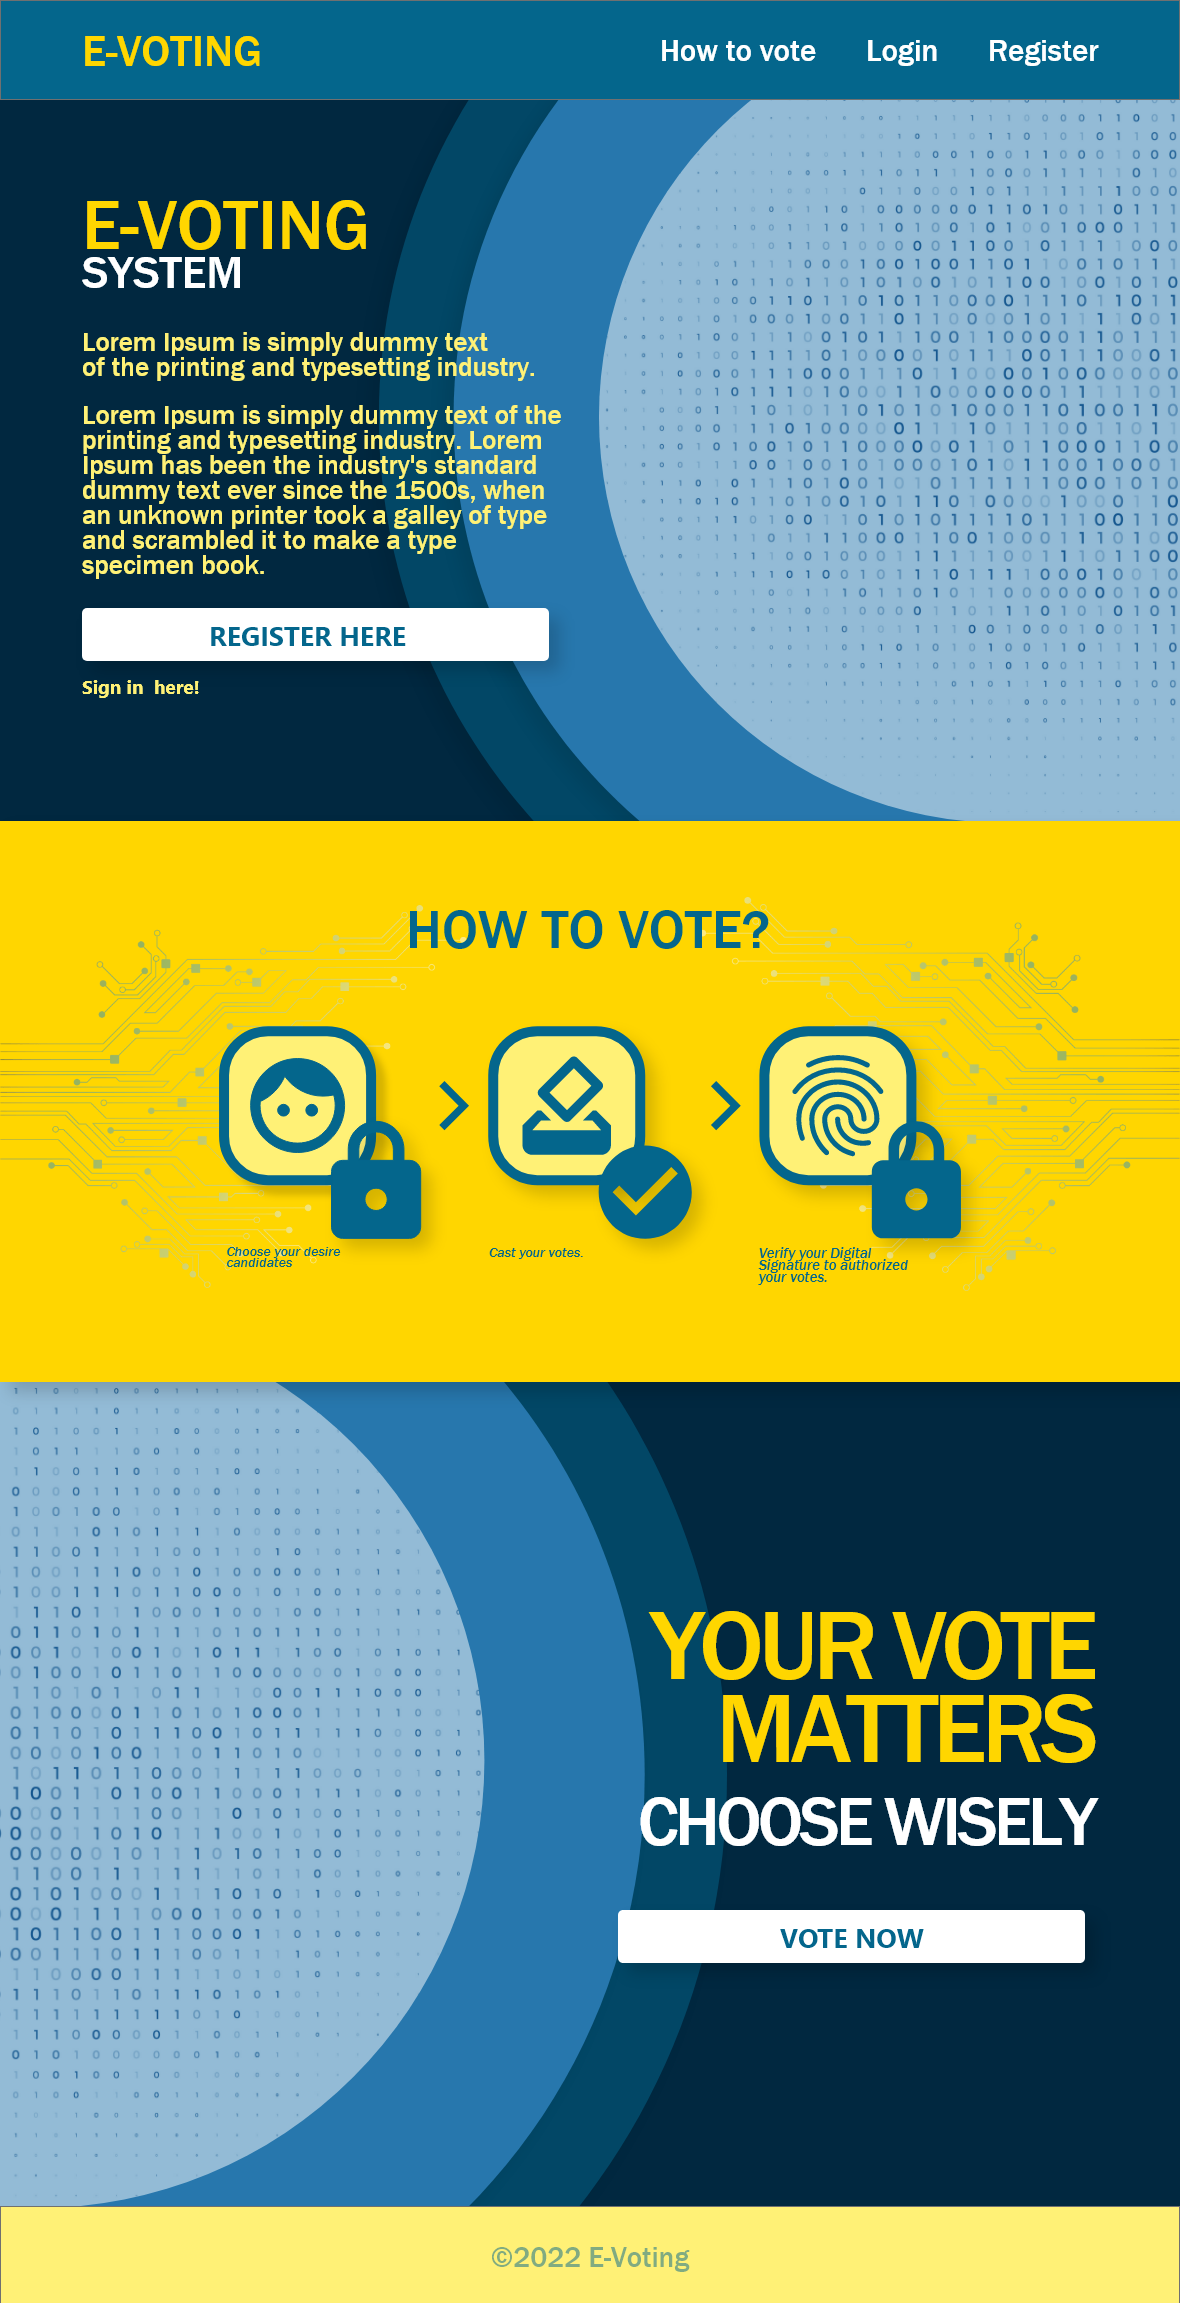 E-VOTING
How to vote
Login
Register
E-VOTING
SYSTEM
Lorem Ipsum is simply dummy text
of the printing and typesetting industry.
Lorem Ipsum is simply dummy text of the
printing and typesetting industry. Lorem
Ipsum has been the industry's standard
dummy text ever since the 1500s, when
an unknown printer took a galley of type
and scrambled it to make a type
specimen book.
REGISTER HERE
Sign in  here!
HOW TO VOTE?
Choose your desire
candidates
Cast your votes.
Verify your Digital
Signature to authorized
your votes.
YOUR VOTE
MATTERS
CHOOSE WISELY
VOTE NOW
©2022 E-Voting